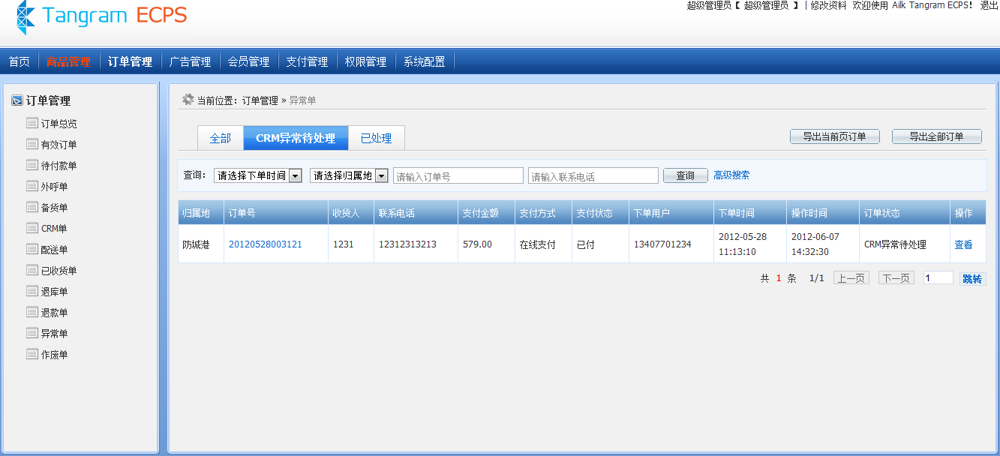 Tangram ECPS
超级管理员【 超级管理员 】 | 修改资料 欢迎使用 Ailk Tangram ECPS! 退出
首页 商品管理 订单管理 广告管理 会员管理 支付管理 权限管理 系统配置
订单管理
订单总览
有效订单
待付款单
外呼单
备货单
CRM单
配送单
已收货单
退库单
退款单
异常单
作废单
当前位置: 订单管理 » 异常单
全部 CRM异常待处理 已处理 导出当前页订单 导出全部订单
查询: 请选择下单时间 请选择归属地 请输入订单号 请输入联系电话 查询 高级搜索
归属地 订单号 收货人 联系电话 支付金额 支付方式 支付状态 下单用户 下单时间 操作时间 订单状态 操作
防城港 20120528003121 1231 12312313213 579.00 在线支付 已付 13407701234 2012-05-28 11:13:10 2012-06-07 14:32:30 CRM异常待处理 查看
共 1 条 1/1 上一页 下一页 1 跳转